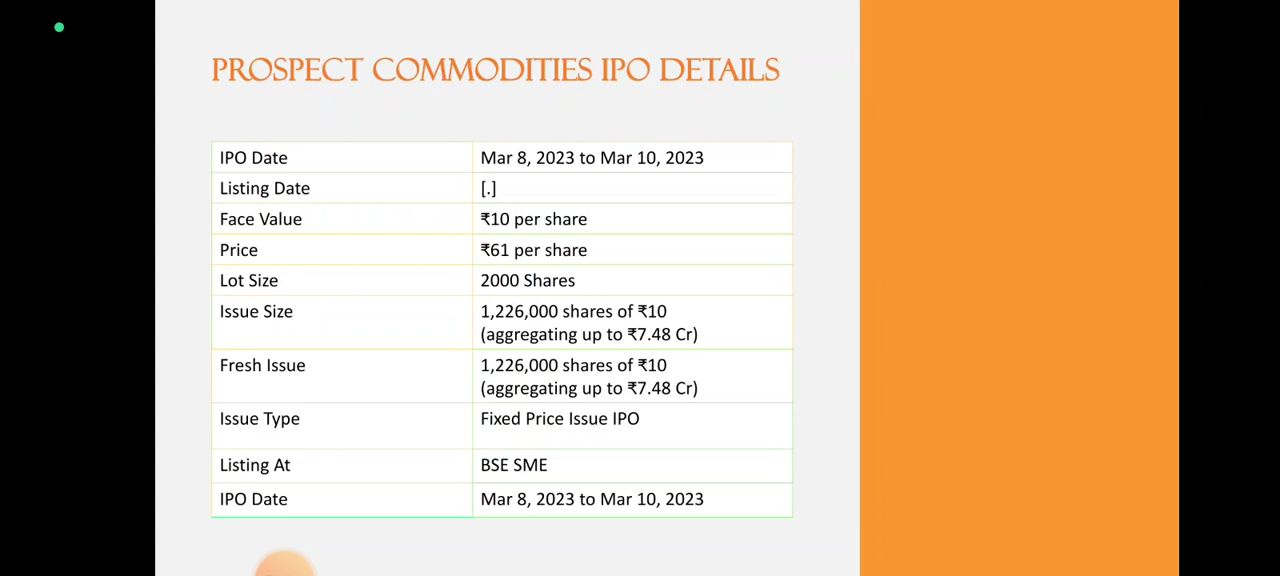 PROSPECT COMMODITIES IPO DETAILS
IPO Date Mar 8, 2023 to Mar 10, 2023
Listing Date [.]
Face Value ₹10 per share
Price ₹61 per share
Lot Size 2000 Shares
Issue Size 1,226,000 shares of ₹10
(aggregating up to ₹7.48 Cr)
Fresh Issue 1,226,000 shares of ₹10
(aggregating up to ₹7.48 Cr)
Issue Type Fixed Price Issue IPO
Listing At BSE SME
IPO Date Mar 8, 2023 to Mar 10, 2023